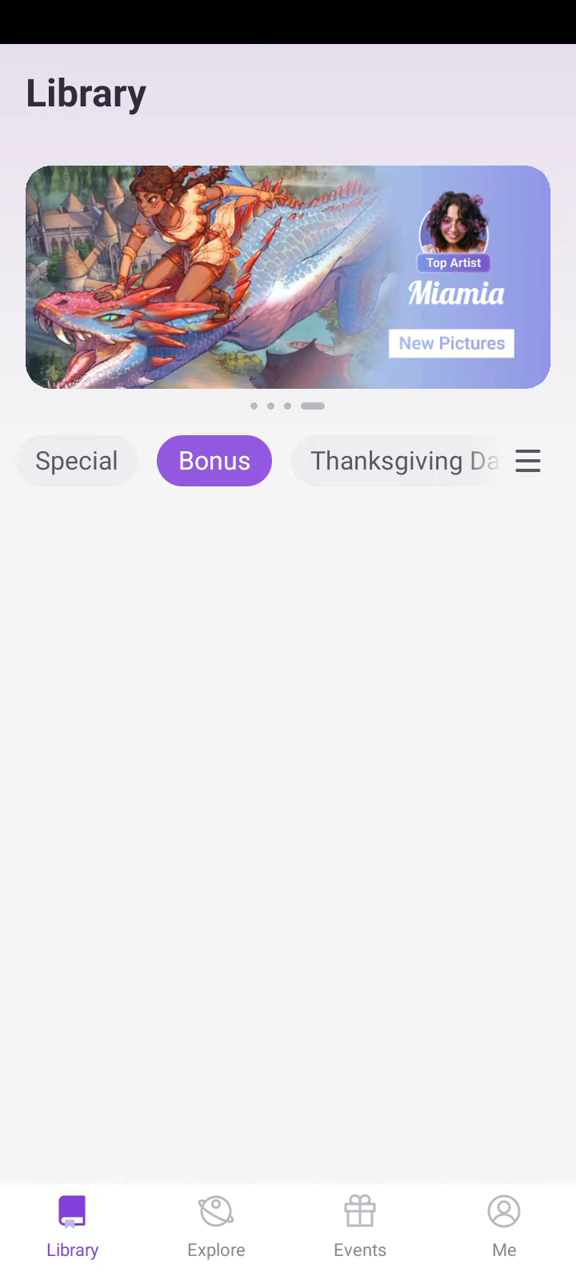 Library
Top Artist
Miamia
New Pictures
Special
Bonus
Thanksgiving Da
Library
Explore
Events
Me